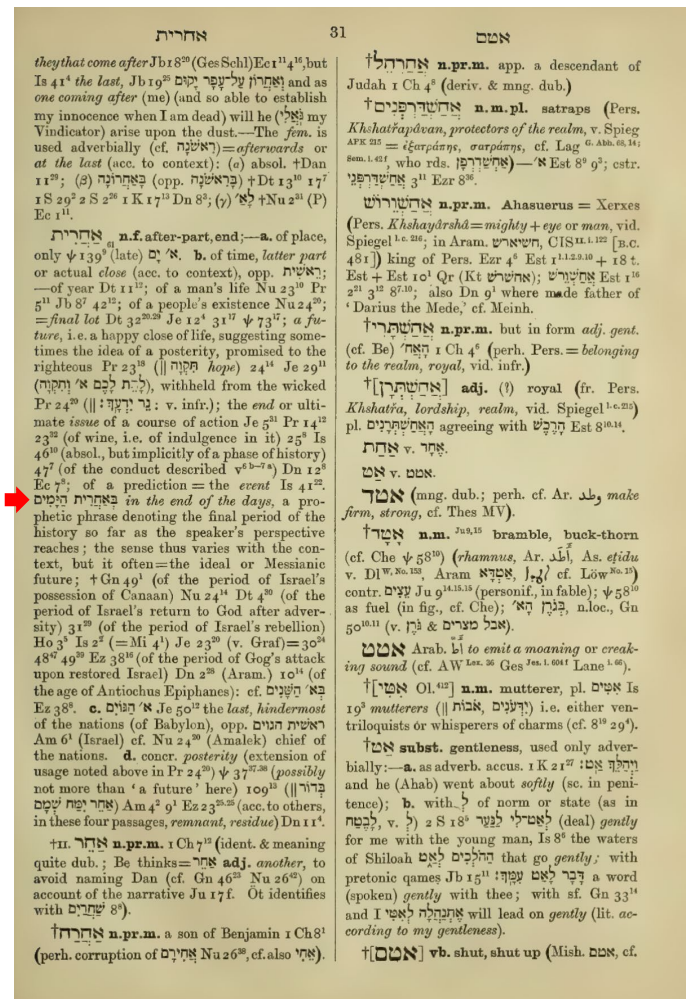 אחרית
31
אטם
they that come after Jb 18²⁰ (Ges Schl) Ec 1¹¹ 4¹⁶, but
Is 41⁴ the last, Jb 19²⁵ וְאַחֲרוֹן עַל־עָפָר יָקוּם and as
one coming after (me) (and so able to establish
my innocence when I am dead) will he (גֹּאֲלִי my
Vindicator) arise upon the dust.—The fem. is
used adverbially (cf. רִאשֹׁנָה)=afterwards or
at the last (acc. to context): (a) absol. †Dan
11²⁹; (β) בָּאַחֲרוֹנָה (opp. בָּרִאשֹׁנָה) † Dt 13¹⁰ 17⁷
1 S 29² 2 S 2²⁶ 1 K 17¹³ Dn 8³; (γ) לָא׳ †Nu 2³¹ (P)
Ec 1¹¹.
אַחֲרִית₆₁ n.f. after-part, end;—a. of place,
only ψ 139⁹ (late) א׳ יָם. b. of time, latter part
or actual close (acc. to context), opp. רֵאשִׁית;
—of year Dt 11¹²; of a man's life Nu 23¹⁰ Pr
5¹¹ Jb 8⁷ 42¹²; of a people's existence Nu 24²⁰;
=final lot Dt 32²⁰·²⁹ Je 12⁴ 31¹⁷ ψ 73¹⁷; a fu-
ture, i.e. a happy close of life, suggesting some-
times the idea of a posterity, promised to the
righteous Pr 23¹⁸ (‖ תִּקְוָה hope) 24¹⁴ Je 29¹¹
(לָתֵת לָכֶם א׳ וְתִקְוָה), withheld from the wicked
Pr 24²⁰ (‖ נֵר יִדְעָךְ: : v. infr.); the end or ulti-
mate issue of a course of action Je 5³¹ Pr 14¹²
23³² (of wine, i.e. of indulgence in it) 25⁸ Is
46¹⁰ (absol., but implicitly of a phase of history)
47⁷ (of the conduct described v⁶ᵇ⁻⁷ᵃ) Dn 12⁸
Ec 7⁸; of a prediction = the event Is 41²².
בְּאַחֲרִית הַיָּמִים in the end of the days, a pro-
phetic phrase denoting the final period of the
history so far as the speaker's perspective
reaches; the sense thus varies with the con-
text, but it often=the ideal or Messianic
future; † Gn 49¹ (of the period of Israel's
possession of Canaan) Nu 24¹⁴ Dt 4³⁰ (of the
period of Israel's return to God after adver-
sity) 31²⁹ (of the period of Israel's rebellion)
Ho 3⁵ Is 2² (=Mi 4¹) Je 23²⁰ (v. Graf)=30²⁴
48⁴⁷ 49³⁹ Ez 38¹⁶ (of the period of Gog's attack
upon restored Israel) Dn 2²⁸ (Aram.) 10¹⁴ (of
the age of Antiochus Epiphanes): cf. בְּא׳ הַשָּׁנִים
Ez 38⁸. c. א׳ הַגּוֹיִם Je 50¹² the last, hindermost
of the nations (of Babylon), opp. ראשית הגוים
Am 6¹ (Israel) cf. Nu 24²⁰ (Amalek) chief of
the nations. d. concr. posterity (extension of
usage noted above in Pr 24²⁰) ψ 37³⁷·³⁸ (possibly
not more than 'a future' here) 109¹³ (‖ בְּדוֹר
אַחֵר יִמַּח שְׁמָם) Am 4² 9¹ Ez 23²⁵·²⁵ (acc. to others,
in these four passages, remnant, residue) Dn 11⁴.
†II. אַחֵר n.pr.m. 1 Ch 7¹² (ident. & meaning
quite dub.; Be thinks=אַחֵר adj. another, to
avoid naming Dan (cf. Gn 46²³ Nu 26⁴²) on
account of the narrative Ju 17 f. Öt identifies
with שַׁחֲרַיִם 8⁸).
†אַחְרַח n.pr.m. a son of Benjamin 1 Ch 8¹
(perh. corruption of אֲחִירָם Nu 26³⁸, cf. also אֵחִי).
†אֲחַרְחֵל n.pr.m. app. a descendant of
Judah 1 Ch 4⁸ (deriv. & mng. dub.)
†אֲחַשְׁדַּרְפְּנִים n.m.pl. satraps (Pers.
Khshatřapâvan, protectors of the realm, v. Spieg
ᴬᴾᴷ ²¹⁵ = ἐξατράπης, σατράπης, cf. Lag ᴳ· ᴬᵇʰ· ⁶⁸, ¹⁴;
ˢᵉᵐ· ¹· ⁴² ᶠ, who rds. אֲחַשְׁדְרַפָּן)—א׳ Est 8⁹ 9³; cstr.
אֲחַשְׁדַּרְפְּנֵי 3¹² Ezr 8³⁶.
אֲחַשְׁוֵרוֹשׁ n.pr.m. Ahasuerus = Xerxes
(Pers. Khshayârshâ=mighty + eye or man, vid.
Spiegel ˡ·ᶜ· ²¹⁶; in Aram. חשיארש, CIS ⁱⁱ· ¹· ¹²² [B.C.
481]) king of Pers. Ezr 4⁶ Est 1¹·¹·²·⁹·¹⁰ + 18 t.
Est + Est 10¹ Qr (Kt אחשרש); אֲחַשְׁוֵרֹשׁ Est 1¹⁶
2²¹ 3¹² 8⁷·¹⁰; also Dn 9¹ where made father of
'Darius the Mede,' cf. Meinh.
†אֲחַשְׁתָּרִי n.pr.m. but in form adj. gent.
(cf. Be) הָאֲח׳ 1 Ch 4⁶ (perh. Pers.=belonging
to the realm, royal, vid. infr.)
†[אֲחַשְׁתְּרָן] adj. (?) royal (fr. Pers.
Khshatřa, lordship, realm, vid. Spiegel ˡ·ᶜ· ²¹⁵)
pl. הָאֲחַשְׁתְּרָנִים agreeing with הָרֶכֶשׁ Est 8¹⁰·¹⁴.
אַחַת v. אֶחָד.
אַט v. אטט.
אטד (mng. dub.; perh. cf. Ar. وطد make
firm, strong, cf. Thes MV).
†אָטָד n.m. ᴶᵘ ⁹, ¹⁵ bramble, buck-thorn
(cf. Che ψ 58¹⁰) (rhamnus, Ar. أَطَد, As. eṭidu
v. Dl ᵂ, ᴺᵒ· ¹⁵³, Aram אֲטָדָא, cf. Löw ᴺᵒ· ¹⁵)
contr. עֵצִים Ju 9¹⁴·¹⁵·¹⁵ (personif., in fable); ψ 58¹⁰
as fuel (in fig., cf. Che); גֹּרֶן הָא׳, n.loc., Gn
50¹⁰·¹¹ (v. גֹּרֶן & אבל מצרים).
אטט Arab. أَطَّ to emit a moaning or creak-
ing sound (cf. AW ᴸᵒˣ· ³⁶ Ges ᴶᵉˢ· ¹· ⁶⁰⁴ ᶠ Lane ¹· ⁶⁶).
†[אִטִּי Ol.⁴¹²] n.m. mutterer, pl. אִטִּים Is
19³ mutterers (‖ יִדְּעֹנִים, אֹבוֹת) i.e. either ven-
triloquists or whisperers of charms (cf. 8¹⁹ 29⁴).
†אַט subst. gentleness, used only adver-
bially:—a. as adverb. accus. 1 K 21²⁷ וַיְהַלֵּךְ אַט:
and he (Ahab) went about softly (sc. in peni-
tence); b. with לְ of norm or state (as in
לָבֶטַח, v. לְ) 2 S 18⁵ לְאַט־לִי לַנַּעַר (deal) gently
for me with the young man, Is 8⁶ the waters
of Shiloah הַהֹלְכִים לְאַט that go gently; with
pretonic qames Jb 15¹¹ דָּבָר לָאַט עִמָּךְ: a word
(spoken) gently with thee; with sf. Gn 33¹⁴
and I אֶתְנַהֲלָה לְאִטִּי will lead on gently (lit. ac-
cording to my gentleness).
†[אָטַם] vb. shut, shut up (Mish. אטם, cf.